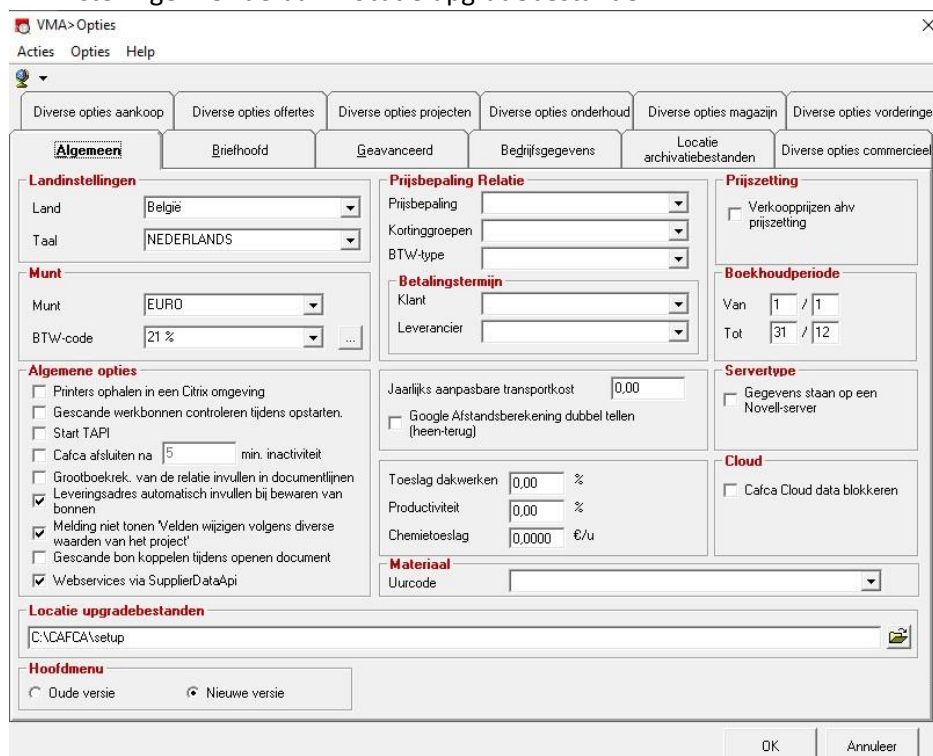 VMA>Opties
Acties Opties Help
Diverse opties aankoop Diverse opties offertes Diverse opties projecten Diverse opties onderhoud Diverse opties magazijn Diverse opties vorderinge
Algemeen Briefhoofd Geavanceerd Bedrijfsgegevens Locatie archivatiebestanden Diverse opties commercieel
Landinstellingen
Land België
Taal NEDERLANDS
Munt
Munt EURO
BTW-code 21 % ...
Algemene opties
Printers ophalen in een Citrix omgeving
Gescande werkbonnen controleren tijdens opstarten.
Start TAPI
Cafca afsluiten na 5 min. inactiviteit
Grootboekrek. van de relatie invullen in documentlijnen
Leveringsadres automatisch invullen bij bewaren van
bonnen
Melding niet tonen 'Velden wijzigen volgens diverse
waarden van het project'
Gescande bon koppelen tijdens openen document
Webservices via SupplierDataApi
Prijsbepaling Relatie
Prijsbepaling
Kortinggroepen
BTW-type
Betalingstermijn
Klant
Leverancier
Jaarlijks aanpasbare transportkost 0,00
Google Afstandsberekening dubbel tellen
(heen-terug)
Toeslag dakwerken 0,00 %
Productiviteit 0,00 %
Chemietoeslag 0,0000 €/u
Materiaal
Uurcode
Prijszetting
Verkoopprijzen ahv
prijszetting
Boekhoudperiode
Van 1 / 1
Tot 31 / 12
Servertype
Gegevens staan op een
Novell-server
Cloud
Cafca Cloud data blokkeren
Locatie upgradebestanden
C:\CAFCA\setup
Hoofdmenu
Oude versie Nieuwe versie
OK Annuleer